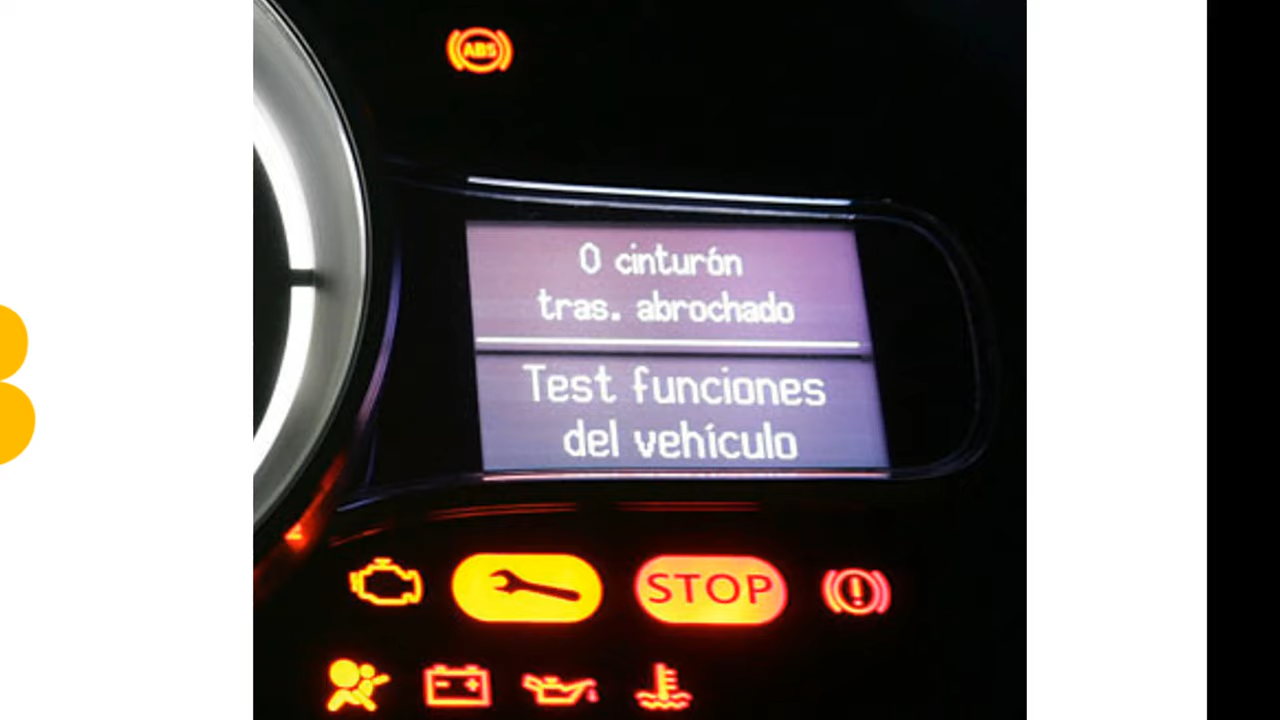 ABS
0 cinturón
tras. abrochado
Test funciones
del vehículo
STOP